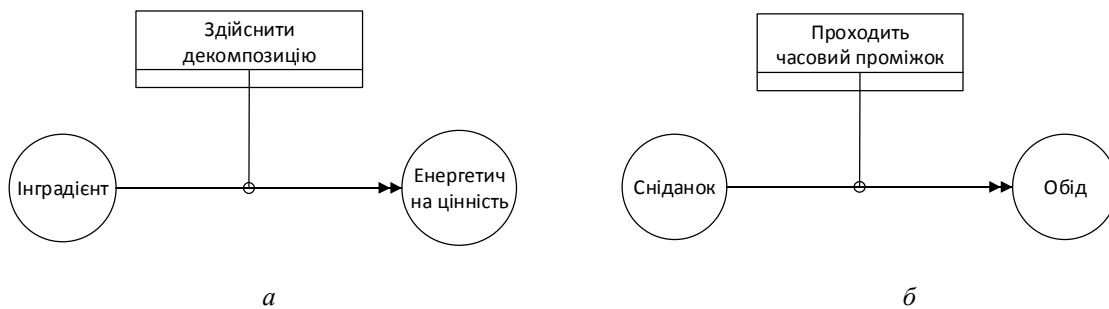 Здійснити
декомпозицію
Проходить
часовий проміжок
Інградієнт
Енергетич
на цінність
Сніданок
Обід
а
б